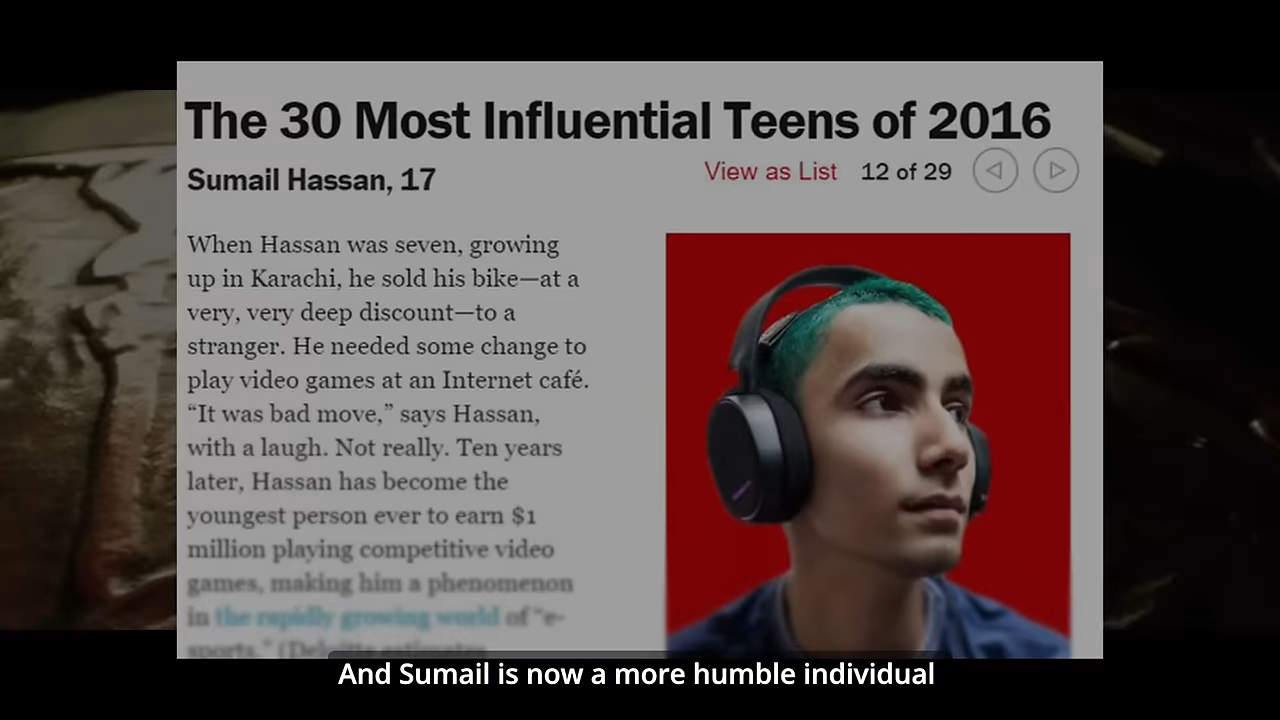 The 30 Most Influential Teens of 2016
Sumail Hassan, 17
View as List 12 of 29
When Hassan was seven, growing
up in Karachi, he sold his bike—at a
very, very deep discount—to a
stranger. He needed some change to
play video games at an Internet café.
“It was bad move,” says Hassan,
with a laugh. Not really. Ten years
later, Hassan has become the
youngest person ever to earn $1
million playing competitive video
games, making him a phenomenon
in the rapidly growing world of “e-
sports.” (Deloitte estimates
And Sumail is now a more humble individual